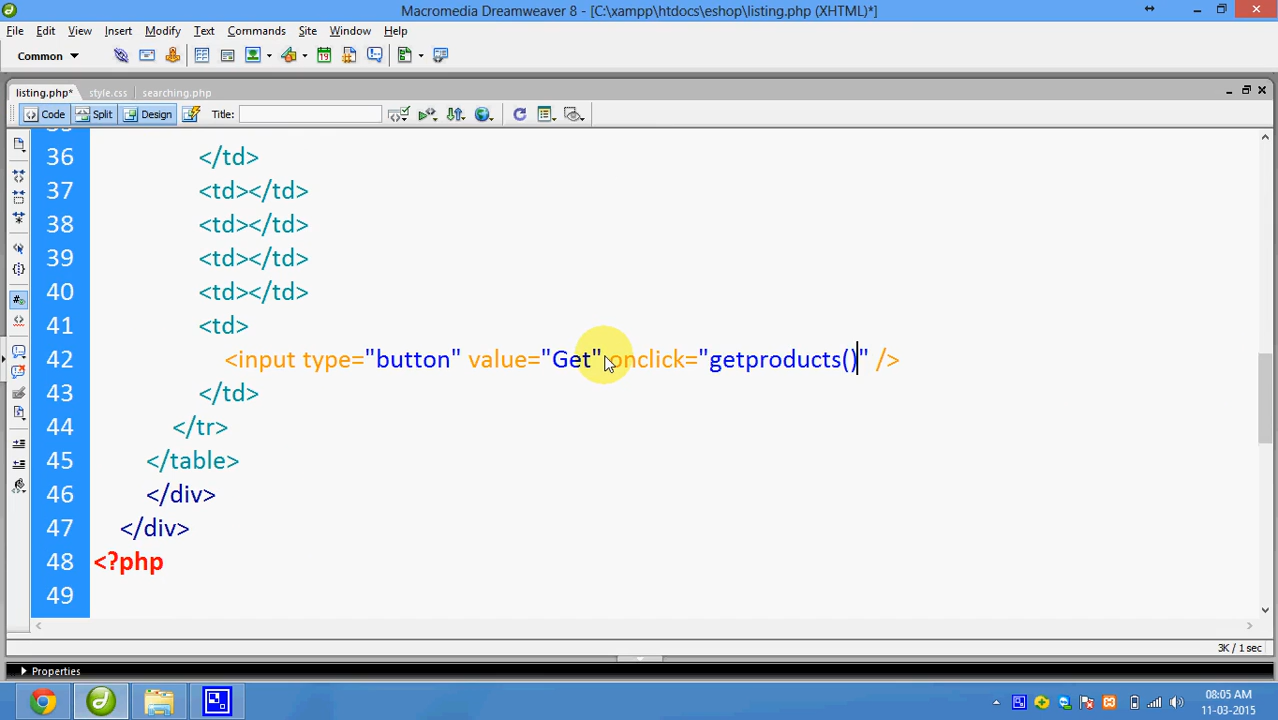 Macromedia Dreamweaver 8 - [C:\xampp\htdocs\eshop\listing.php (XHTML)*]
File Edit View Insert Modify Text Commands Site Window Help
Common
listing.php* style.css searching.php
Code Split Design Title:
36 </td>
37 <td></td>
38 <td></td>
39 <td></td>
40 <td></td>
41 <td>
42 <input type="button" value="Get" onclick="getproducts()" />
43 </td>
44 </tr>
45 </table>
46 </div>
47 </div>
48 <?php
49
3K / 1 sec
Properties
08:05 AM
11-03-2015